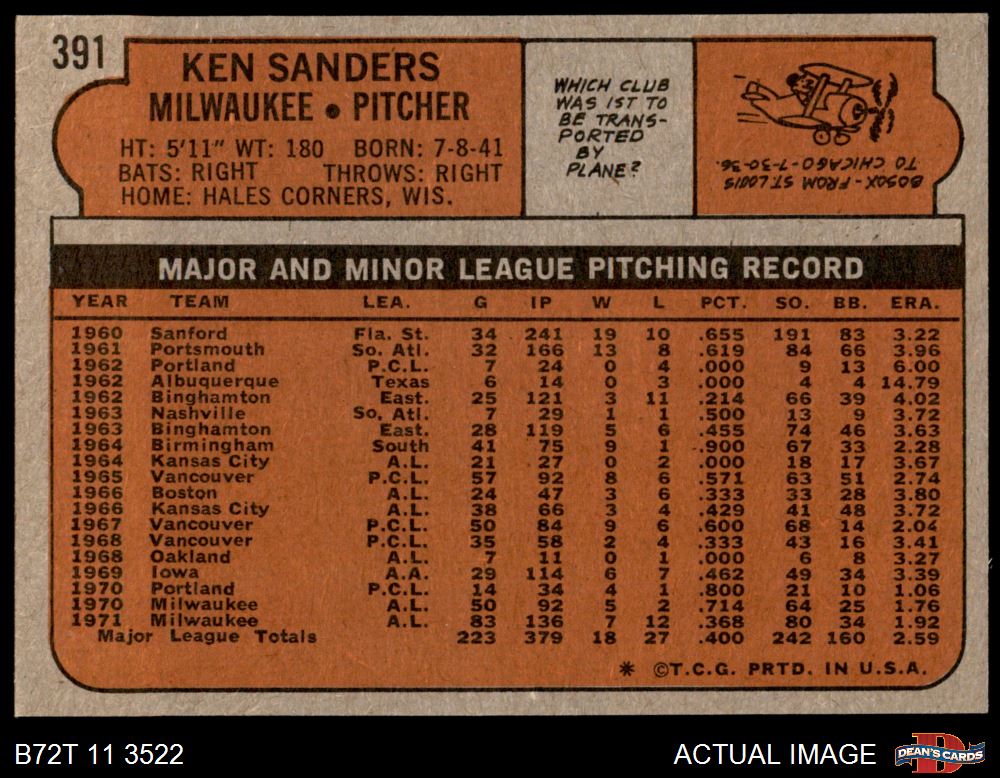 391
KEN SANDERS
MILWAUKEE • PITCHER
HT: 5'11" WT: 180 BORN: 7-8-41
BATS: RIGHT THROWS: RIGHT
HOME: HALES CORNERS, WIS.
WHICH CLUB
WAS 1ST TO
BE TRANS-
PORTED
BY
PLANE?
BOSOX-FROM ST. LOUIS
TO CHICAGO-7-30-36.
MAJOR AND MINOR LEAGUE PITCHING RECORD
YEAR TEAM LEA. G IP W L PCT. SO. BB. ERA.
1960 Sanford Fla. St. 34 241 19 10 .655 191 83 3.22
1961 Portsmouth So. Atl. 32 166 13 8 .619 84 66 3.96
1962 Portland P.C.L. 7 24 0 4 .000 9 13 6.00
1962 Albuquerque Texas 6 14 0 3 .000 4 4 14.79
1962 Binghamton East. 25 121 3 11 .214 66 39 4.02
1963 Nashville So. Atl. 7 29 1 1 .500 13 9 3.72
1963 Binghamton East. 28 119 5 6 .455 74 46 3.63
1964 Birmingham South 41 75 9 1 .900 67 33 2.28
1964 Kansas City A.L. 21 27 0 2 .000 18 17 3.67
1965 Vancouver P.C.L. 57 92 8 6 .571 63 51 2.74
1966 Boston A.L. 24 47 3 6 .333 33 28 3.80
1966 Kansas City A.L. 38 66 3 4 .429 41 48 3.72
1967 Vancouver P.C.L. 50 84 9 6 .600 68 14 2.04
1968 Vancouver P.C.L. 35 58 2 4 .333 43 16 3.41
1968 Oakland A.L. 7 11 0 1 .000 6 8 3.27
1969 Iowa A.A. 29 114 6 7 .462 49 34 3.39
1970 Portland P.C.L. 14 34 4 1 .800 21 10 1.06
1970 Milwaukee A.L. 50 92 5 2 .714 64 25 1.76
1971 Milwaukee A.L. 83 136 7 12 .368 80 34 1.92
Major League Totals 223 379 18 27 .400 242 160 2.59
* ©T.C.G. PRTD. IN U.S.A.
B72T 11 3522
ACTUAL IMAGE
DEAN'S CARDS